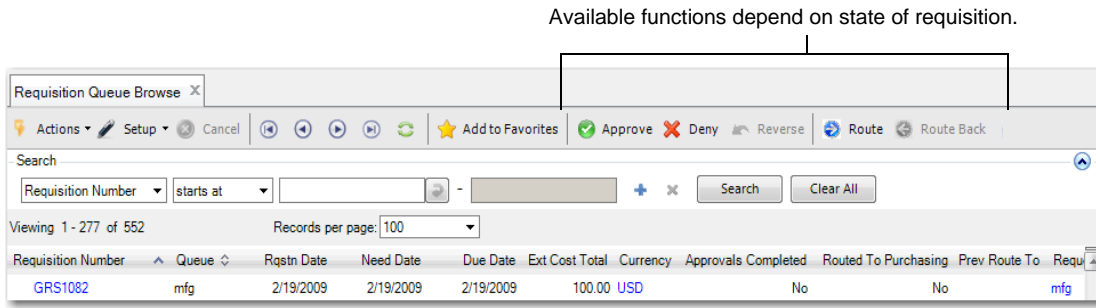 Available functions depend on state of requisition.
Requisition Queue Browse
Actions Setup Cancel Add to Favorites Approve Deny Reverse Route Route Back
Search
Requisition Number starts at - Search Clear All
Viewing 1 - 277 of 552 Records per page: 100
Requisition Number Queue Rqstn Date Need Date Due Date Ext Cost Total Currency Approvals Completed Routed To Purchasing Prev Route To Reque
GRS1082 mfg 2/19/2009 2/19/2009 2/19/2009 100.00 USD No No mfg